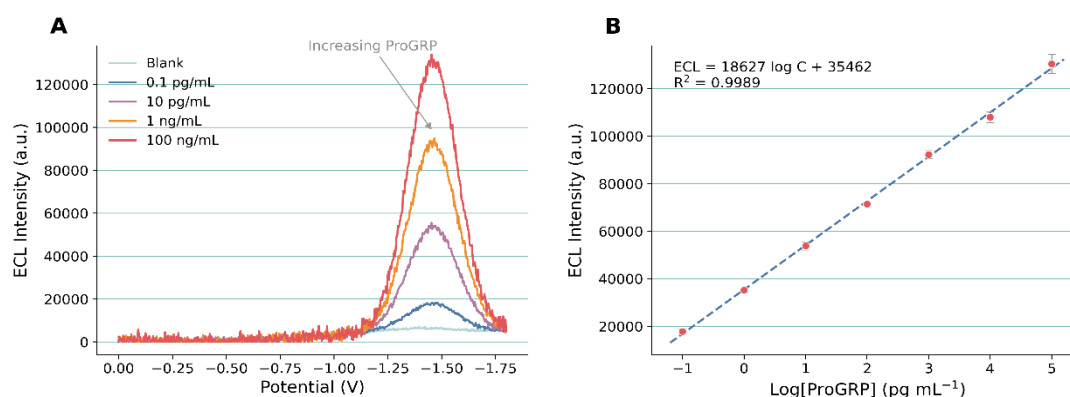 A
Increasing ProGRP
Blank
0.1 pg/mL
10 pg/mL
1 ng/mL
100 ng/mL
120000
100000
80000
60000
40000
20000
0
ECL Intensity (a.u.)
0.00 −0.25 −0.50 −0.75 −1.00 −1.25 −1.50 −1.75
Potential (V)
B
ECL = 18627 log C + 35462
R² = 0.9989
120000
100000
80000
60000
40000
20000
ECL Intensity (a.u.)
−1 0 1 2 3 4 5
Log[ProGRP] (pg mL⁻¹)